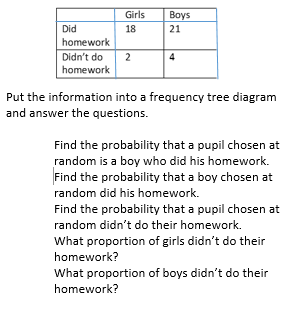 Girls Boys
Did homework 18 21
Didn't do homework 2 4
Put the information into a frequency tree diagram
and answer the questions.
Find the probability that a pupil chosen at
random is a boy who did his homework.
Find the probability that a boy chosen at
random did his homework.
Find the probability that a pupil chosen at
random didn't do their homework.
What proportion of girls didn't do their
homework?
What proportion of boys didn't do their
homework?